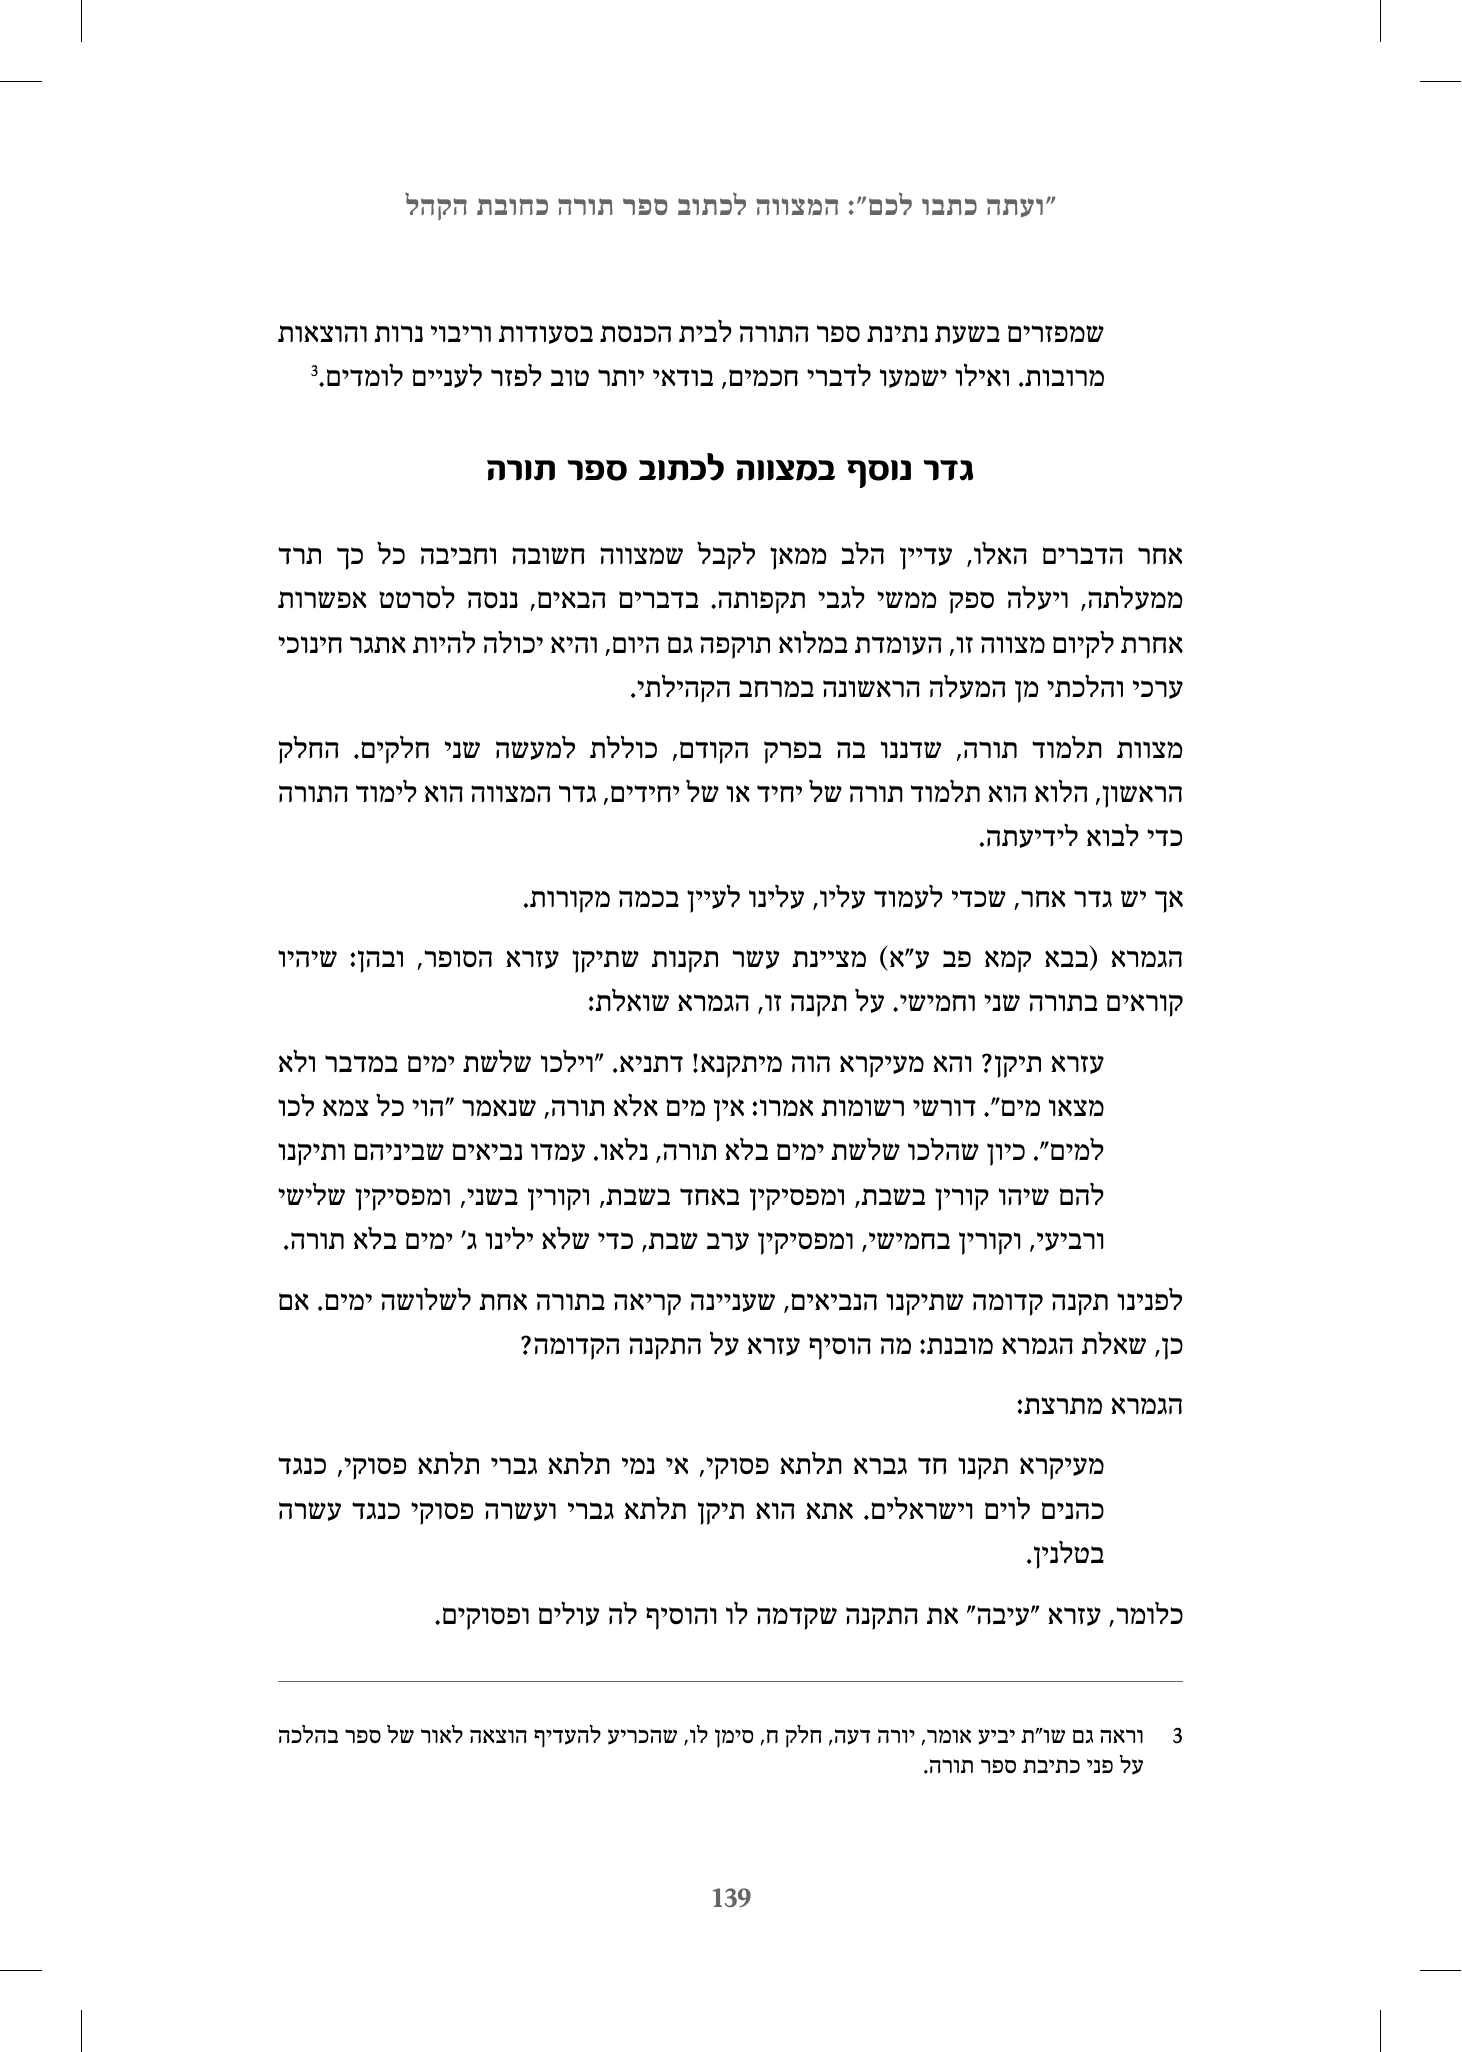 "ועתה כתבו לכם": המצווה לכתוב ספר תורה כחובת הקהל
שמפזרים בשעת נתינת ספר התורה לבית הכנסת בסעודות וריבוי נרות והוצאות
מרובות. ואילו ישמעו לדברי חכמים, בודאי יותר טוב לפזר לעניים לומדים.3
גדר נוסף במצווה לכתוב ספר תורה
אחר הדברים האלו, עדיין הלב ממאן לקבל שמצווה חשובה וחביבה כל כך תרד
ממעלתה, ויעלה ספק ממשי לגבי תקפותה. בדברים הבאים, ננסה לסרטט אפשרות
אחרת לקיום מצווה זו, העומדת במלוא תוקפה גם היום, והיא יכולה להיות אתגר חינוכי
ערכי והלכתי מן המעלה הראשונה במרחב הקהילתי.
מצוות תלמוד תורה, שדננו בה בפרק הקודם, כוללת למעשה שני חלקים. החלק
הראשון, הלוא הוא תלמוד תורה של יחיד או של יחידים, גדר המצווה הוא לימוד התורה
כדי לבוא לידיעתה.
אך יש גדר אחר, שכדי לעמוד עליו, עלינו לעיין בכמה מקורות.
הגמרא (בבא קמא פב ע"א) מציינת עשר תקנות שתיקן עזרא הסופר, ובהן: שיהיו
קוראים בתורה שני וחמישי. על תקנה זו, הגמרא שואלת:
עזרא תיקן? והא מעיקרא הוה מיתקנא! דתניא. "וילכו שלשת ימים במדבר ולא
מצאו מים". דורשי רשומות אמרו: אין מים אלא תורה, שנאמר "הוי כל צמא לכו
למים". כיון שהלכו שלשת ימים בלא תורה, נלאו. עמדו נביאים שביניהם ותיקנו
להם שיהו קורין בשבת, ומפסיקין באחד בשבת, וקורין בשני, ומפסיקין שלישי
ורביעי, וקורין בחמישי, ומפסיקין ערב שבת, כדי שלא ילינו ג' ימים בלא תורה.
לפנינו תקנה קדומה שתיקנו הנביאים, שעניינה קריאה בתורה אחת לשלושה ימים. אם
כן, שאלת הגמרא מובנת: מה הוסיף עזרא על התקנה הקדומה?
הגמרא מתרצת:
מעיקרא תקנו חד גברא תלתא פסוקי, אי נמי תלתא גברי תלתא פסוקי, כנגד
כהנים לוים וישראלים. אתא הוא תיקן תלתא גברי ועשרה פסוקי כנגד עשרה
בטלנין.
כלומר, עזרא "עיבה" את התקנה שקדמה לו והוסיף לה עולים ופסוקים.
3 וראה גם שו"ת יביע אומר, יורה דעה, חלק ח, סימן לו, שהכריע להעדיף הוצאה לאור של ספר בהלכה
על פני כתיבת ספר תורה.
139